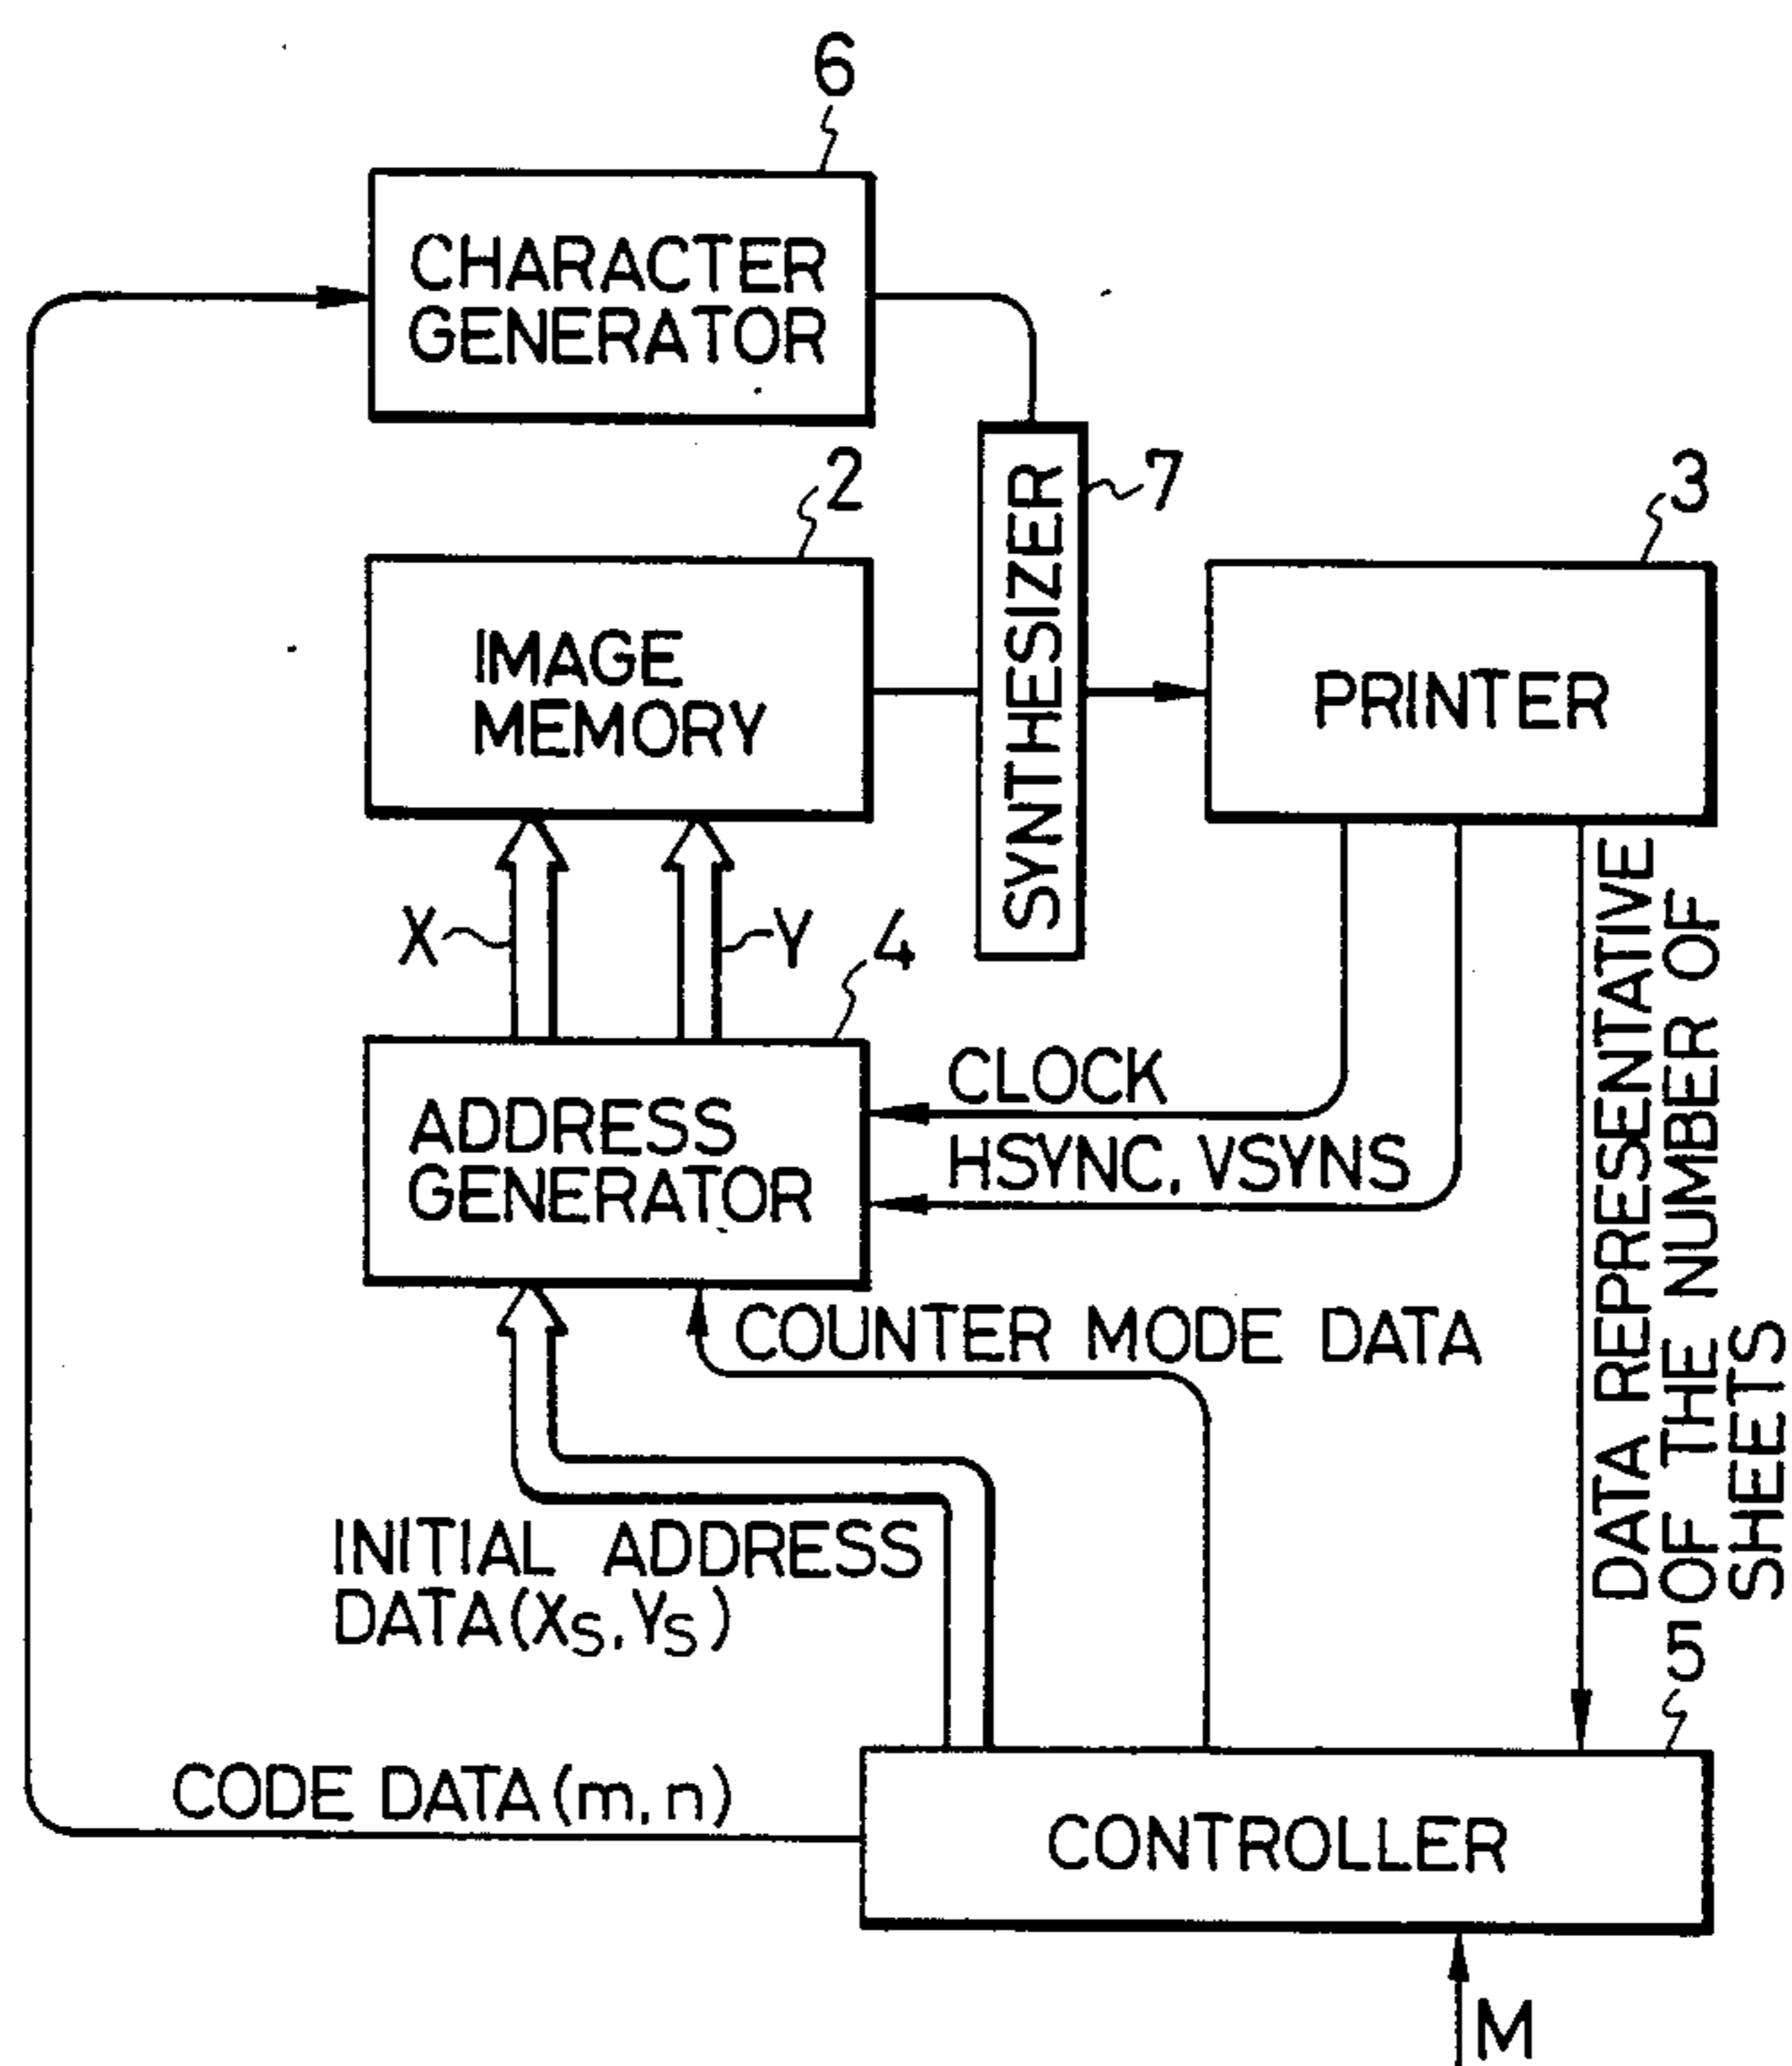 6
CHARACTER
GENERATOR
2
7
3
IMAGE
MEMORY
SYNTHESIZER
PRINTER
X
Y
4
ADDRESS
GENERATOR
CLOCK
HSYNC, VSYNS
DATA REPRESENTATIVE
OF THE NUMBER OF
SHEETS
COUNTER MODE DATA
INITIAL ADDRESS
DATA(XS,YS)
5
CODE DATA(m,n)
CONTROLLER
M